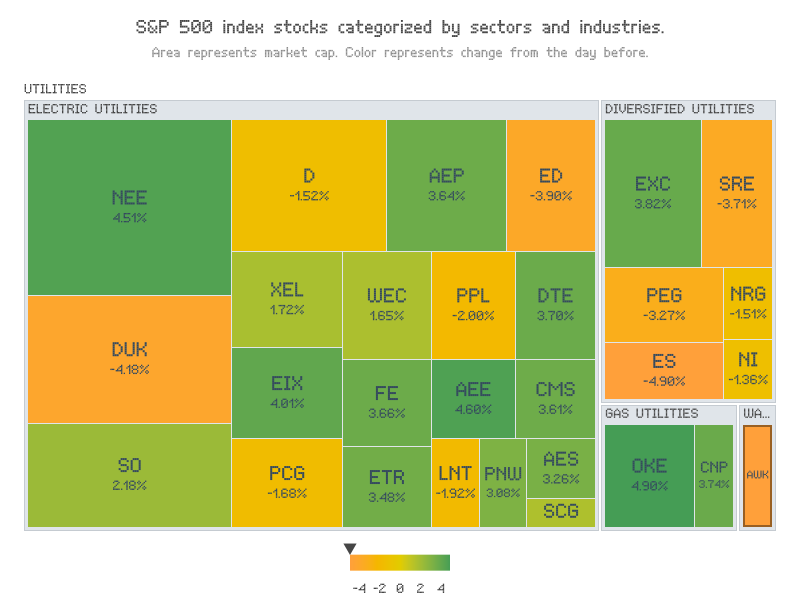 S&P 500 index stocks categorized by sectors and industries.
Area represents market cap. Color represents change from the day before.
UTILITIES
ELECTRIC UTILITIES
NEE
4.51%
DUK
-4.18%
SO
2.18%
D
-1.52%
AEP
3.64%
ED
-3.90%
XEL
1.72%
WEC
1.65%
PPL
-2.00%
DTE
3.70%
EIX
4.01%
FE
3.66%
AEE
4.60%
CMS
3.61%
PCG
-1.68%
ETR
3.48%
LNT
-1.92%
PNW
3.08%
AES
3.26%
SCG
DIVERSIFIED UTILITIES
EXC
3.82%
SRE
-3.71%
PEG
-3.27%
NRG
-1.51%
ES
-4.90%
NI
-1.36%
GAS UTILITIES
OKE
4.90%
CNP
3.74%
WA...
AWK
-4 -2 0 2 4